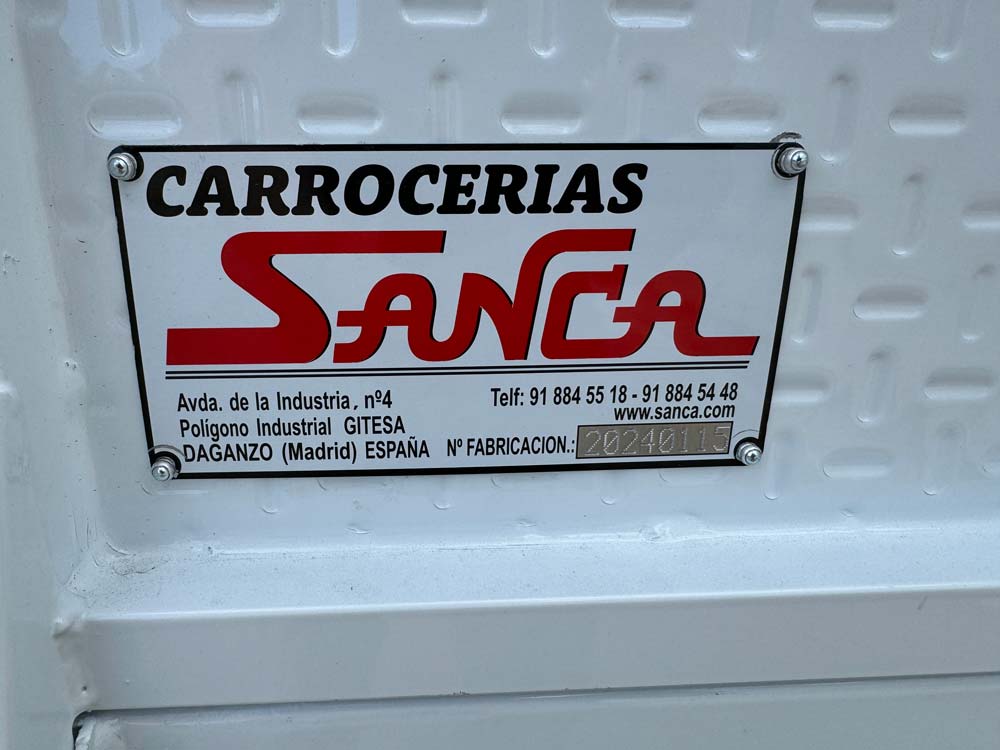 CARROCERIAS
SANCA
Avda. de la Industria, nº4
Telf: 91 884 55 18 - 91 884 54 48
Polígono Industrial GITESA
www.sanca.com
DAGANZO (Madrid) ESPAÑA
Nº FABRICACION.: 20240115